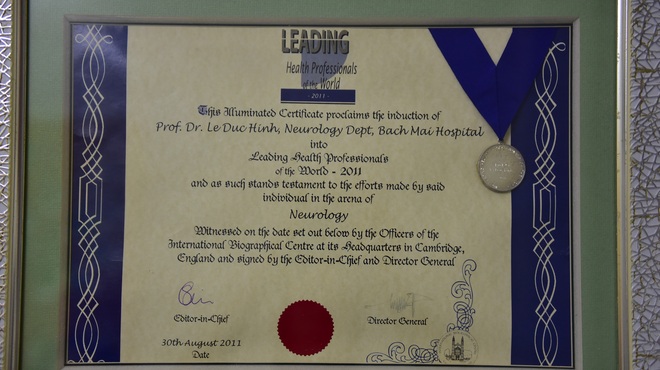 LEADING
Health Professionals
of the World
- 2011 -
This Illuminated Certificate proclaims the induction of
Prof. Dr. Le Duc Hinh, Neurology Dept, Bach Mai Hospital
into
Leading Health Professionals
of the World - 2011
and as such stands testament to the efforts made by said
individual in the arena of
Neurology
Witnessed on the date set out below by the Officers of the
International Biographical Centre at its Headquarters in Cambridge,
England and signed by the Editor-in-Chief and Director General
Editor-in-Chief
Director General
30th August 2011
Date